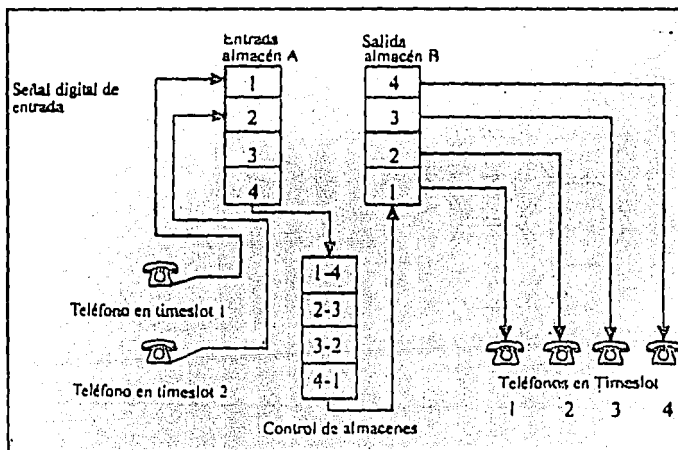 Entrada
almacén A
Salida
almacén B
Señal digital de
entrada
1
2
3
4
4
3
2
1
1-4
2-3
3-2
4-1
Teléfono en timeslot 1
Teléfono en timeslot 2
Control de almacenes
Teléfonos en Timeslot
1 2 3 4